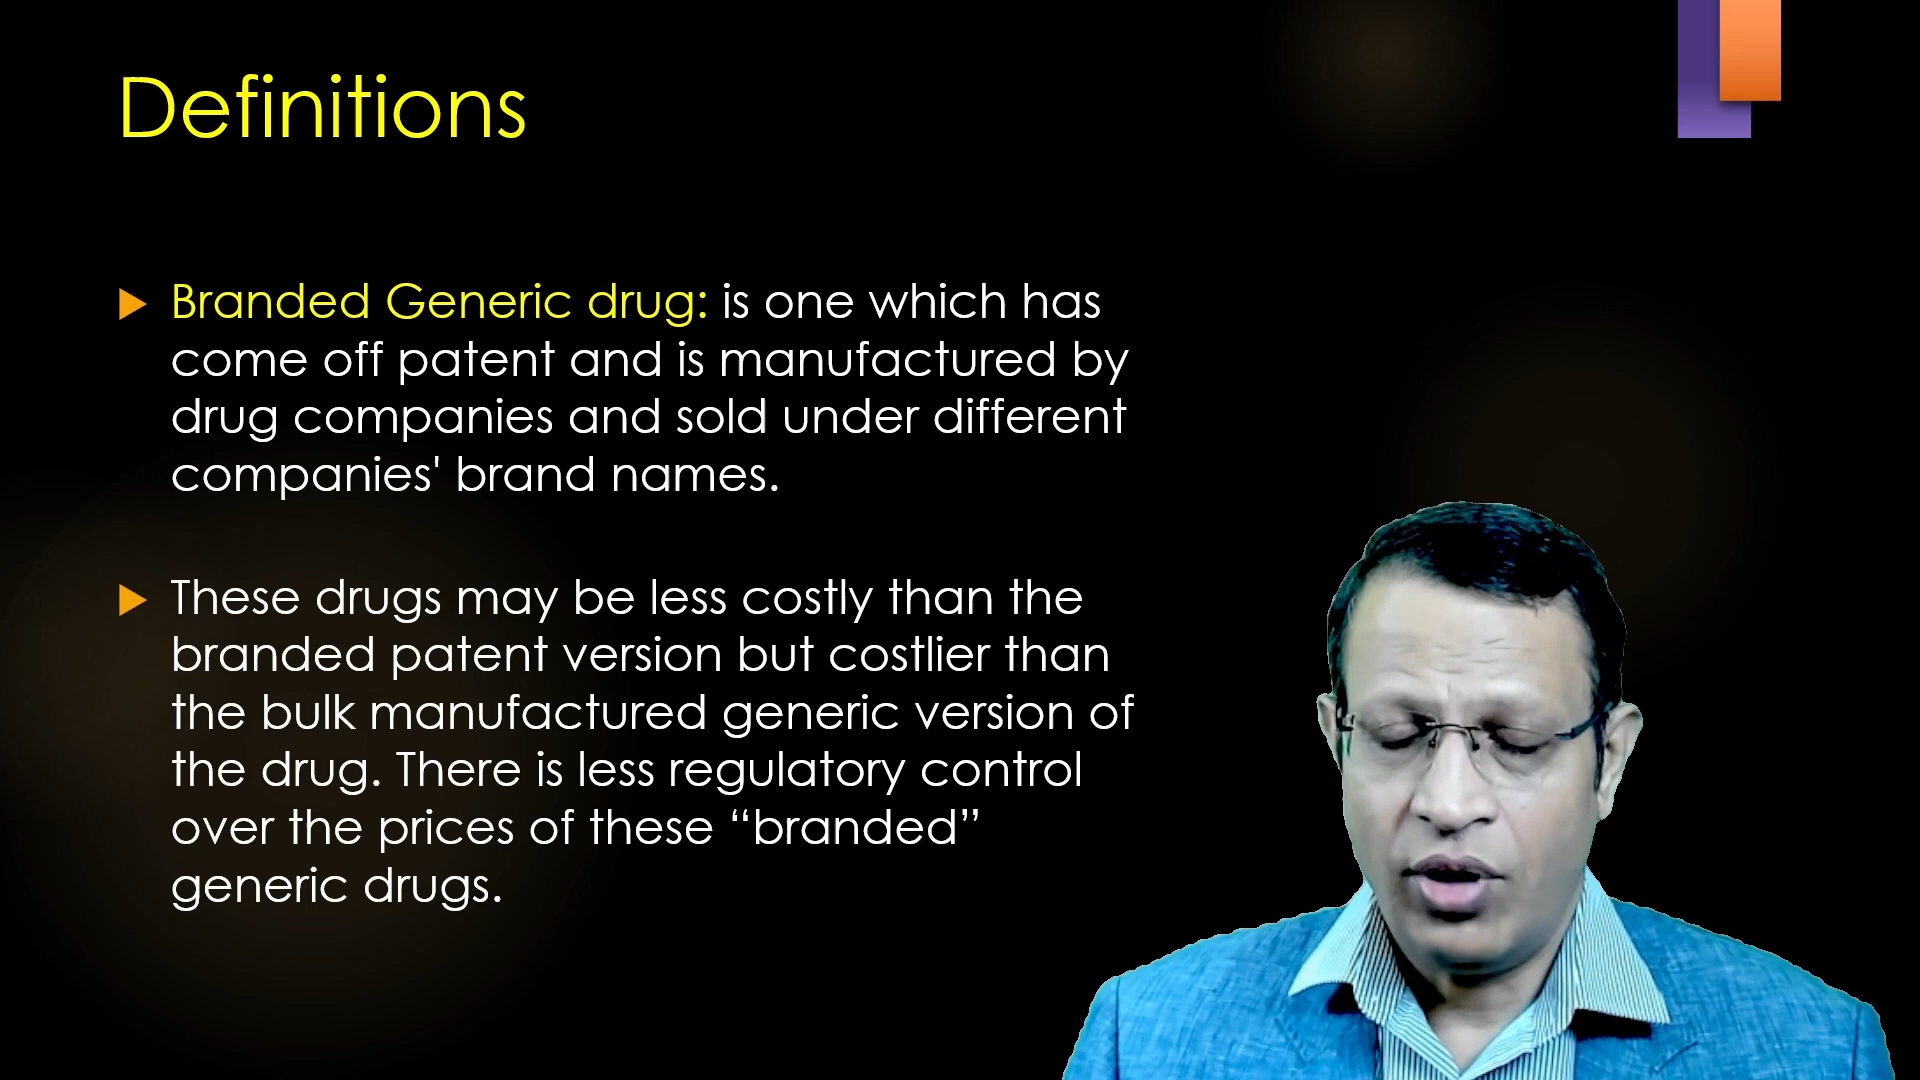 Definitions
Branded Generic drug: is one which has
come off patent and is manufactured by
drug companies and sold under different
companies' brand names.
These drugs may be less costly than the
branded patent version but costlier than
the bulk manufactured generic version of
the drug. There is less regulatory control
over the prices of these “branded”
generic drugs.